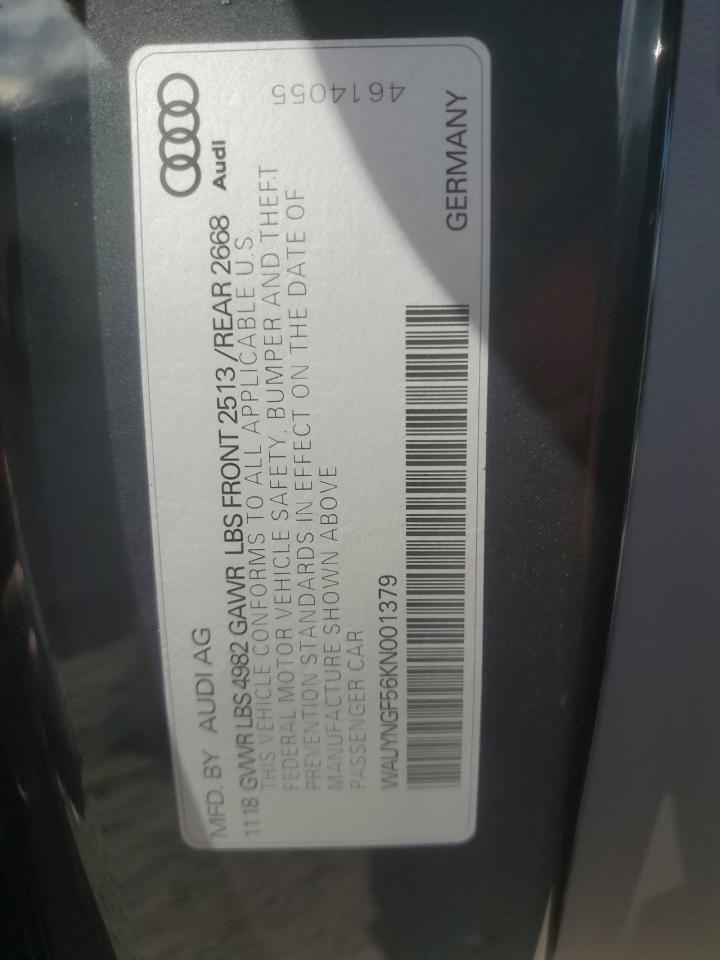 MFD. BY AUDI AG
11 18 GVWR LBS 4982 GAWR LBS FRONT 2513 / REAR 2668
THIS VEHICLE CONFORMS TO ALL APPLICABLE U.S.
FEDERAL MOTOR VEHICLE SAFETY, BUMPER AND THEFT
PREVENTION STANDARDS IN EFFECT ON THE DATE OF
MANUFACTURE SHOWN ABOVE
PASSENGER CAR
WAUYNGF56KN001379
Audi
4614055
GERMANY